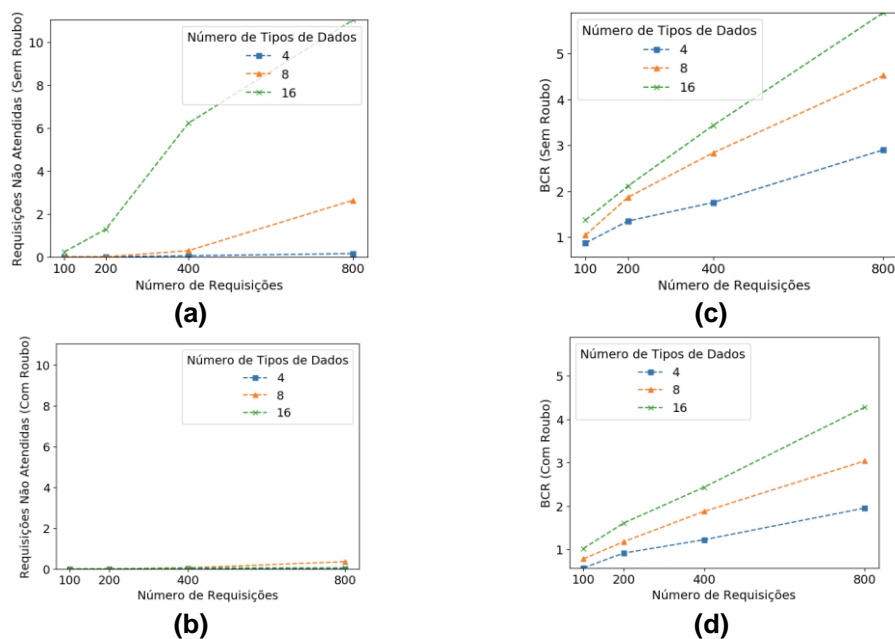 Requisições Não Atendidas (Sem Roubo)
10
8
6
4
2
0
Número de Tipos de Dados
4
8
16
100 200 400 800
Número de Requisições
(a)
BCR (Sem Roubo)
5
4
3
2
1
Número de Tipos de Dados
4
8
16
100 200 400 800
Número de Requisições
(c)
Requisições Não Atendidas (Com Roubo)
10
8
6
4
2
0
Número de Tipos de Dados
4
8
16
100 200 400 800
Número de Requisições
(b)
BCR (Com Roubo)
5
4
3
2
1
Número de Tipos de Dados
4
8
16
100 200 400 800
Número de Requisições
(d)